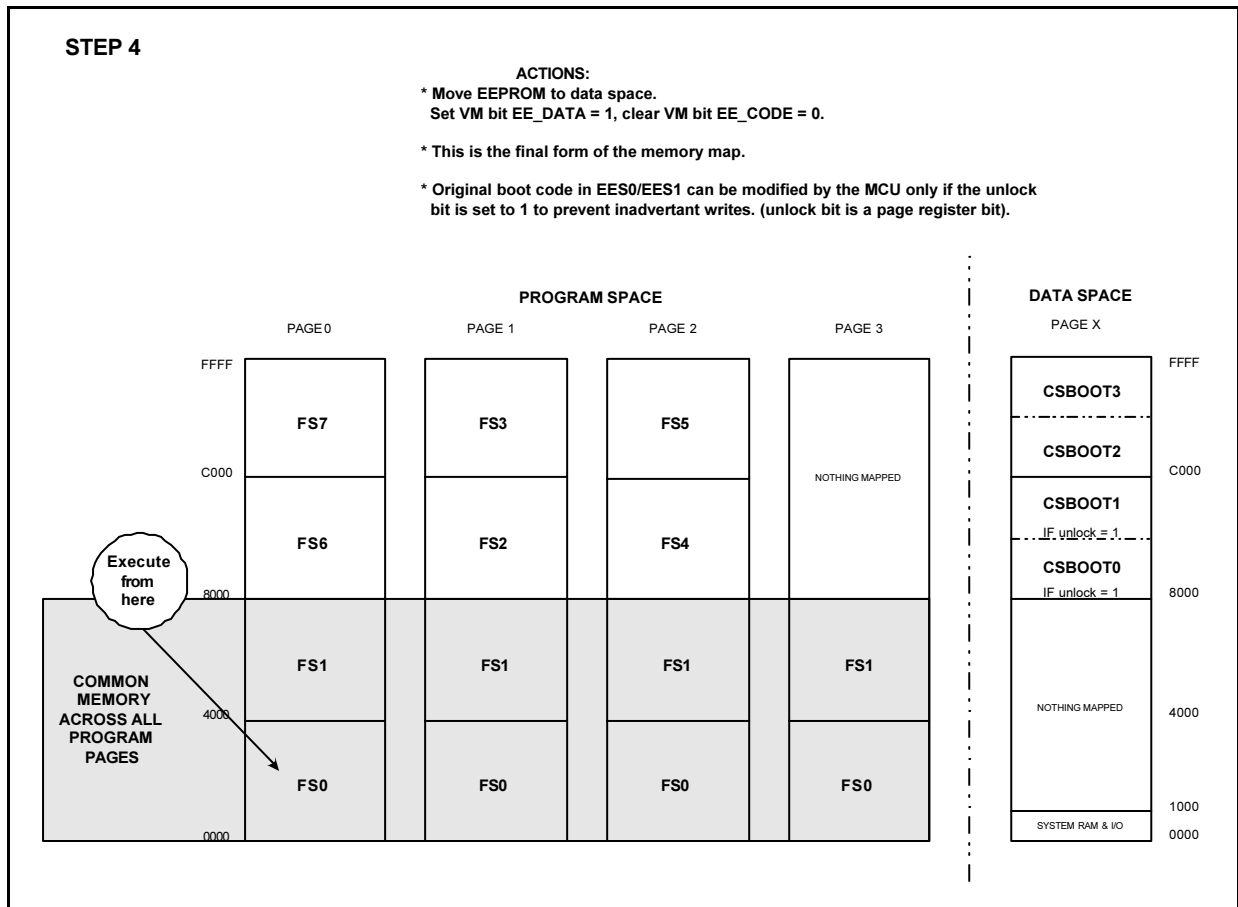 STEP 4
ACTIONS:
* Move EEPROM to data space.
Set VM bit EE_DATA = 1, clear VM bit EE_CODE = 0.
* This is the final form of the memory map.
* Original boot code in EES0/EES1 can be modified by the MCU only if the unlock
bit is set to 1 to prevent inadvertant writes. (unlock bit is a page register bit).
PROGRAM SPACE
DATA SPACE
PAGE 0
PAGE 1
PAGE 2
PAGE 3
PAGE X
FFFF
FS7
FS3
FS5
NOTHING MAPPED
C000
FS6
FS2
FS4
8000
Execute
from
here
COMMON
MEMORY
ACROSS ALL
PROGRAM
PAGES
FS1
FS1
FS1
FS1
4000
FS0
FS0
FS0
FS0
0000
CSBOOT3
FFFF
CSBOOT2
C000
CSBOOT1
IF unlock = 1
CSBOOT0
IF unlock = 1
8000
NOTHING MAPPED
4000
1000
SYSTEM RAM & I/O
0000